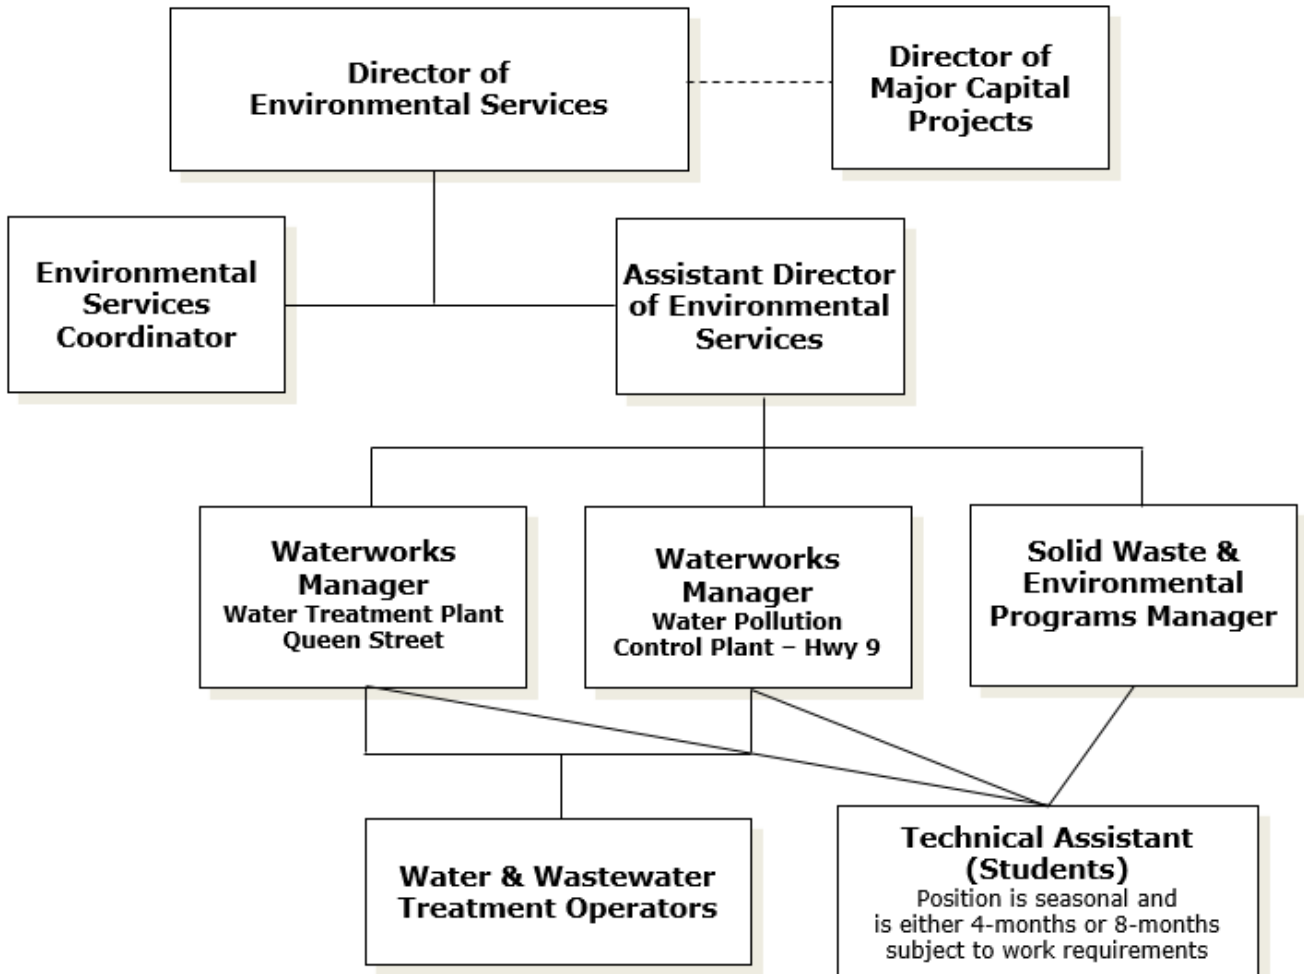 Director of
Environmental Services
Director of
Major Capital
Projects
Environmental
Services
Coordinator
Assistant Director
of Environmental
Services
Waterworks
Manager
Water Treatment Plant
Queen Street
Waterworks
Manager
Water Pollution
Control Plant – Hwy 9
Solid Waste &
Environmental
Programs Manager
Water & Wastewater
Treatment Operators
Technical Assistant
(Students)
Position is seasonal and
is either 4-months or 8-months
subject to work requirements